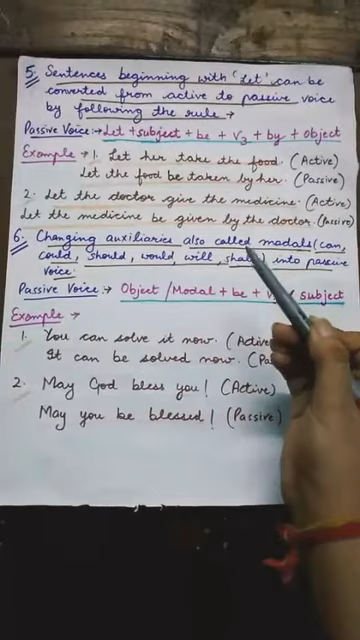 5. Sentences beginning with 'Let' can be
converted from active to passive voice
by following the rule →
Passive Voice:→ Let + subject + be + V3 + by + object
Example → 1. Let her take the food. (Active)
Let the food be taken by her. (Passive)
2. Let the doctor give the medicine. (Active)
Let the medicine be given by the doctor. (Passive)
6. Changing auxiliaries also called modals (can,
could, should, would, will, shall) into passive
voice.
Passive Voice:→ Object / Modal + be + subject
Example →
1. You can solve it now. (Active
It can be solved now. (Pa
2. May God bless you! (Active)
May you be blessed! (Passive)